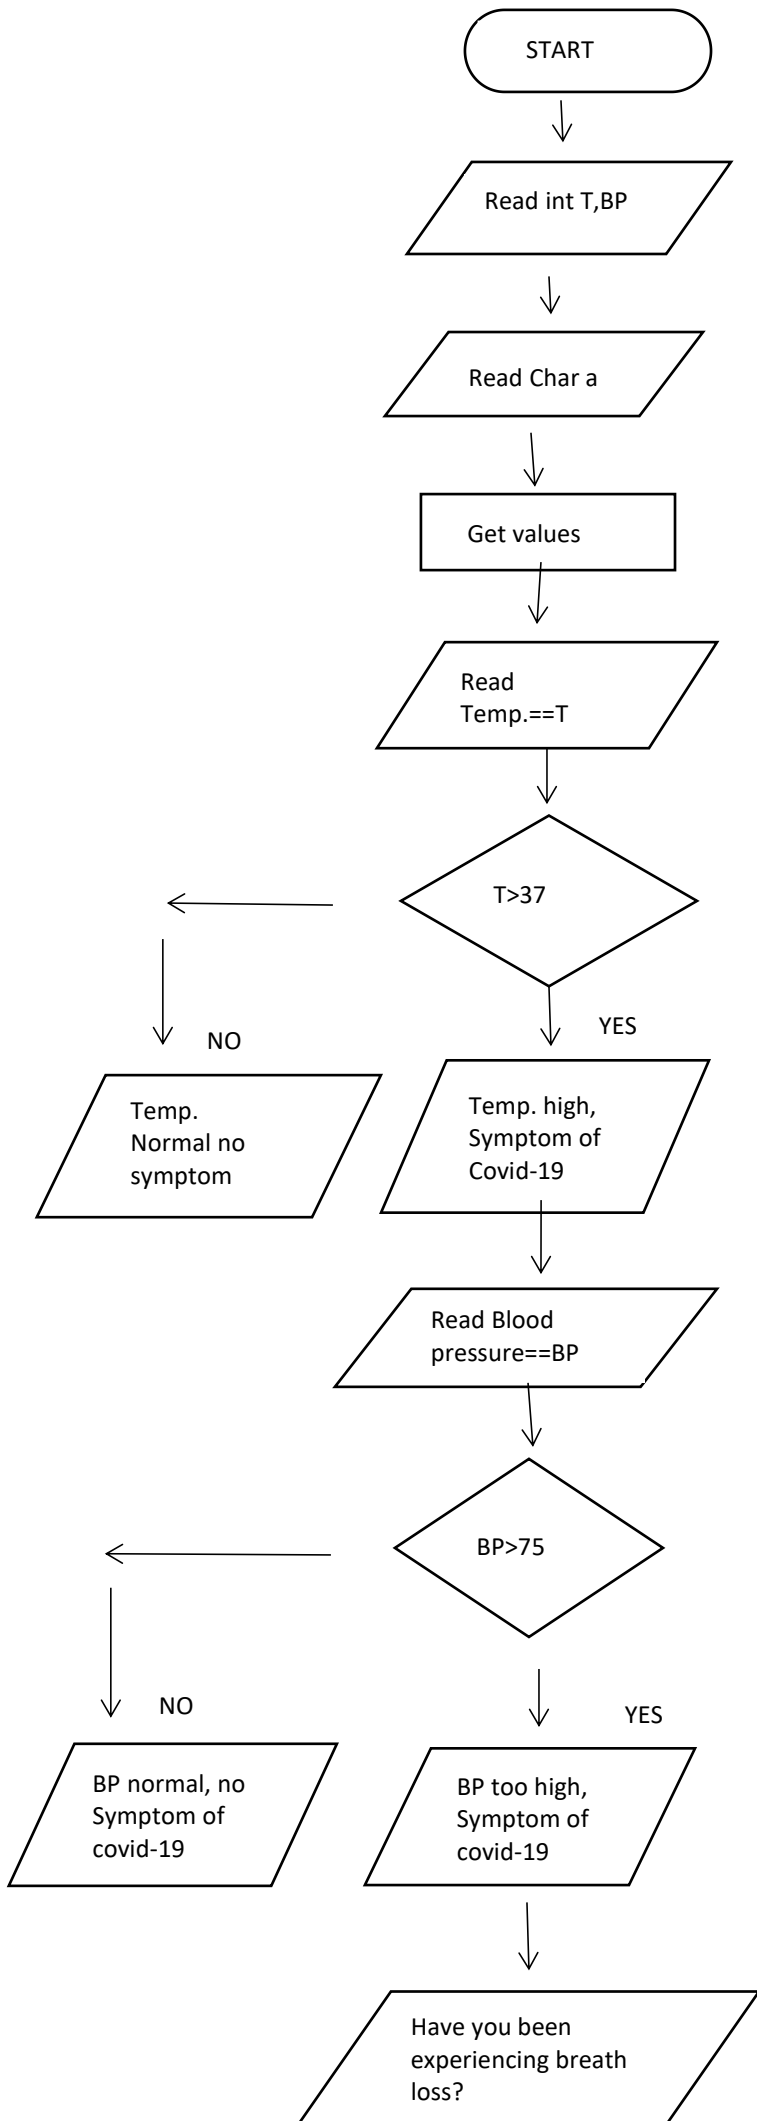 START
Read int T,BP
Read Char a
Get values
Read
Temp.==T
T>37
NO
YES
Temp.
Normal no
symptom
Temp. high,
Symptom of
Covid-19
Read Blood
pressure==BP
BP>75
NO
YES
BP normal, no
Symptom of
covid-19
BP too high,
Symptom of
covid-19
Have you been
experiencing breath
loss?